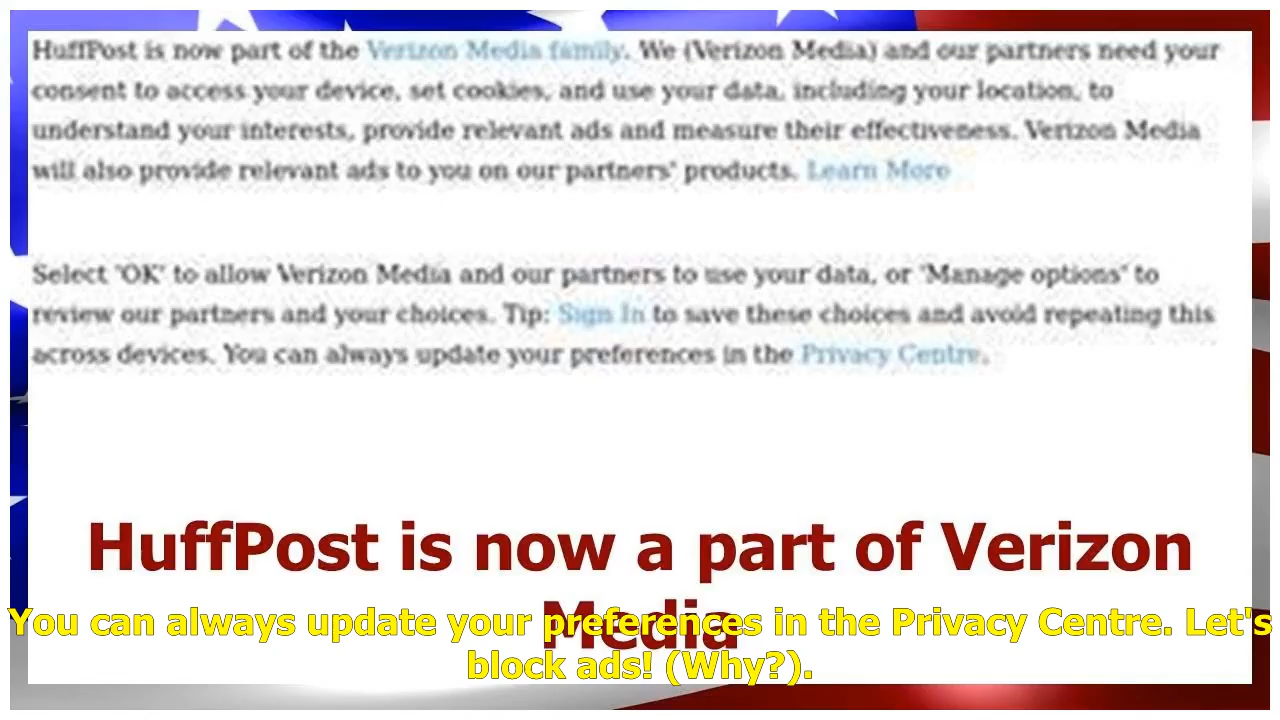 HuffPost is now part of the Verizon Media family. We (Verizon Media) and our partners need your
consent to access your device, set cookies, and use your data, including your location, to
understand your interests, provide relevant ads and measure their effectiveness. Verizon Media
will also provide relevant ads to you on our partners' products. Learn More
Select 'OK' to allow Verizon Media and our partners to use your data, or 'Manage options' to
review our partners and your choices. Tip: Sign In to save these choices and avoid repeating this
across devices. You can always update your preferences in the Privacy Centre.
HuffPost is now a part of Verizon
Media
You can always update your preferences in the Privacy Centre. Let's
block ads! (Why?).